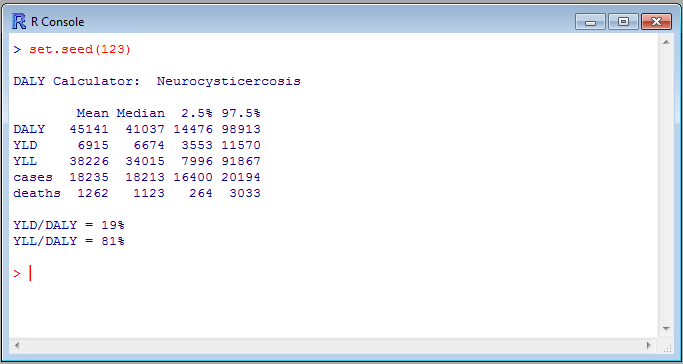 R Console
> set.seed(123)
DALY Calculator:  Neurocysticercosis
        Mean Median  2.5% 97.5%
DALY   45141  41037 14476 98913
YLD     6915   6674  3553 11570
YLL    38226  34015  7996 91867
cases  18235  18213 16400 20194
deaths  1262   1123   264  3033
YLD/DALY = 19%
YLL/DALY = 81%
>